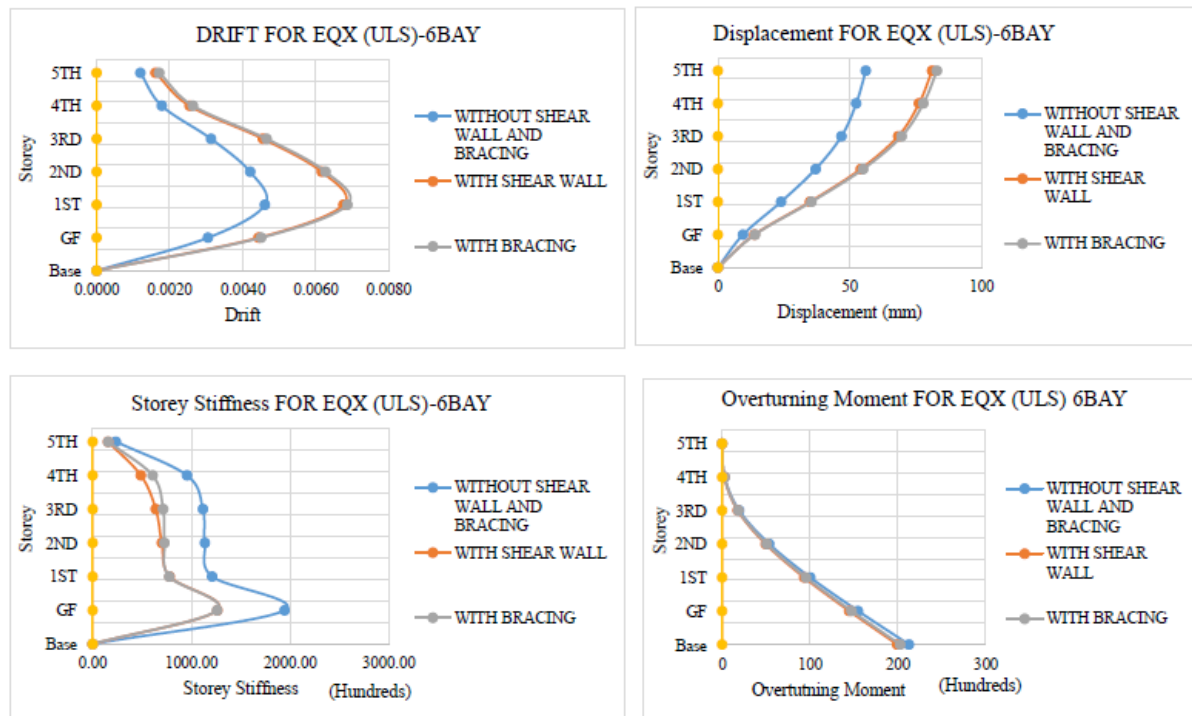 DRIFT FOR EQX (ULS)-6BAY
Storey
5TH
4TH
3RD
2ND
1ST
GF
Base
0.0000 0.0020 0.0040 0.0060 0.0080
Drift
WITHOUT SHEAR
WALL AND
BRACING
WITH SHEAR WALL
WITH BRACING
Displacement FOR EQX (ULS)-6BAY
Storey
5TH
4TH
3RD
2ND
1ST
GF
Base
0 50 100
Displacement (mm)
WITHOUT SHEAR
WALL AND
BRACING
WITH SHEAR
WALL
WITH BRACING
Storey Stiffness FOR EQX (ULS)-6BAY
Storey
5TH
4TH
3RD
2ND
1ST
GF
Base
0.00 1000.00 2000.00 3000.00
Storey Stiffness (Hundreds)
WITHOUT SHEAR
WALL AND
BRACING
WITH SHEAR WALL
WITH BRACING
Overturning Moment FOR EQX (ULS) 6BAY
Storey
5TH
4TH
3RD
2ND
1ST
GF
Base
0 100 200 300
Overtutning Moment (Hundreds)
WITHOUT SHEAR
WALL AND
BRACING
WITH SHEAR
WALL
WITH BRACING